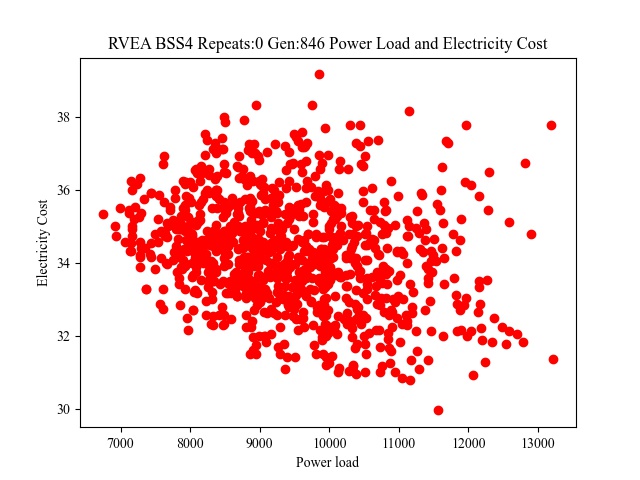 RVEA BSS4 Repeats:0 Gen:846 Power Load and Electricity Cost
38
36
34
32
30
Electricity Cost
7000 8000 9000 10000 11000 12000 13000
Power load